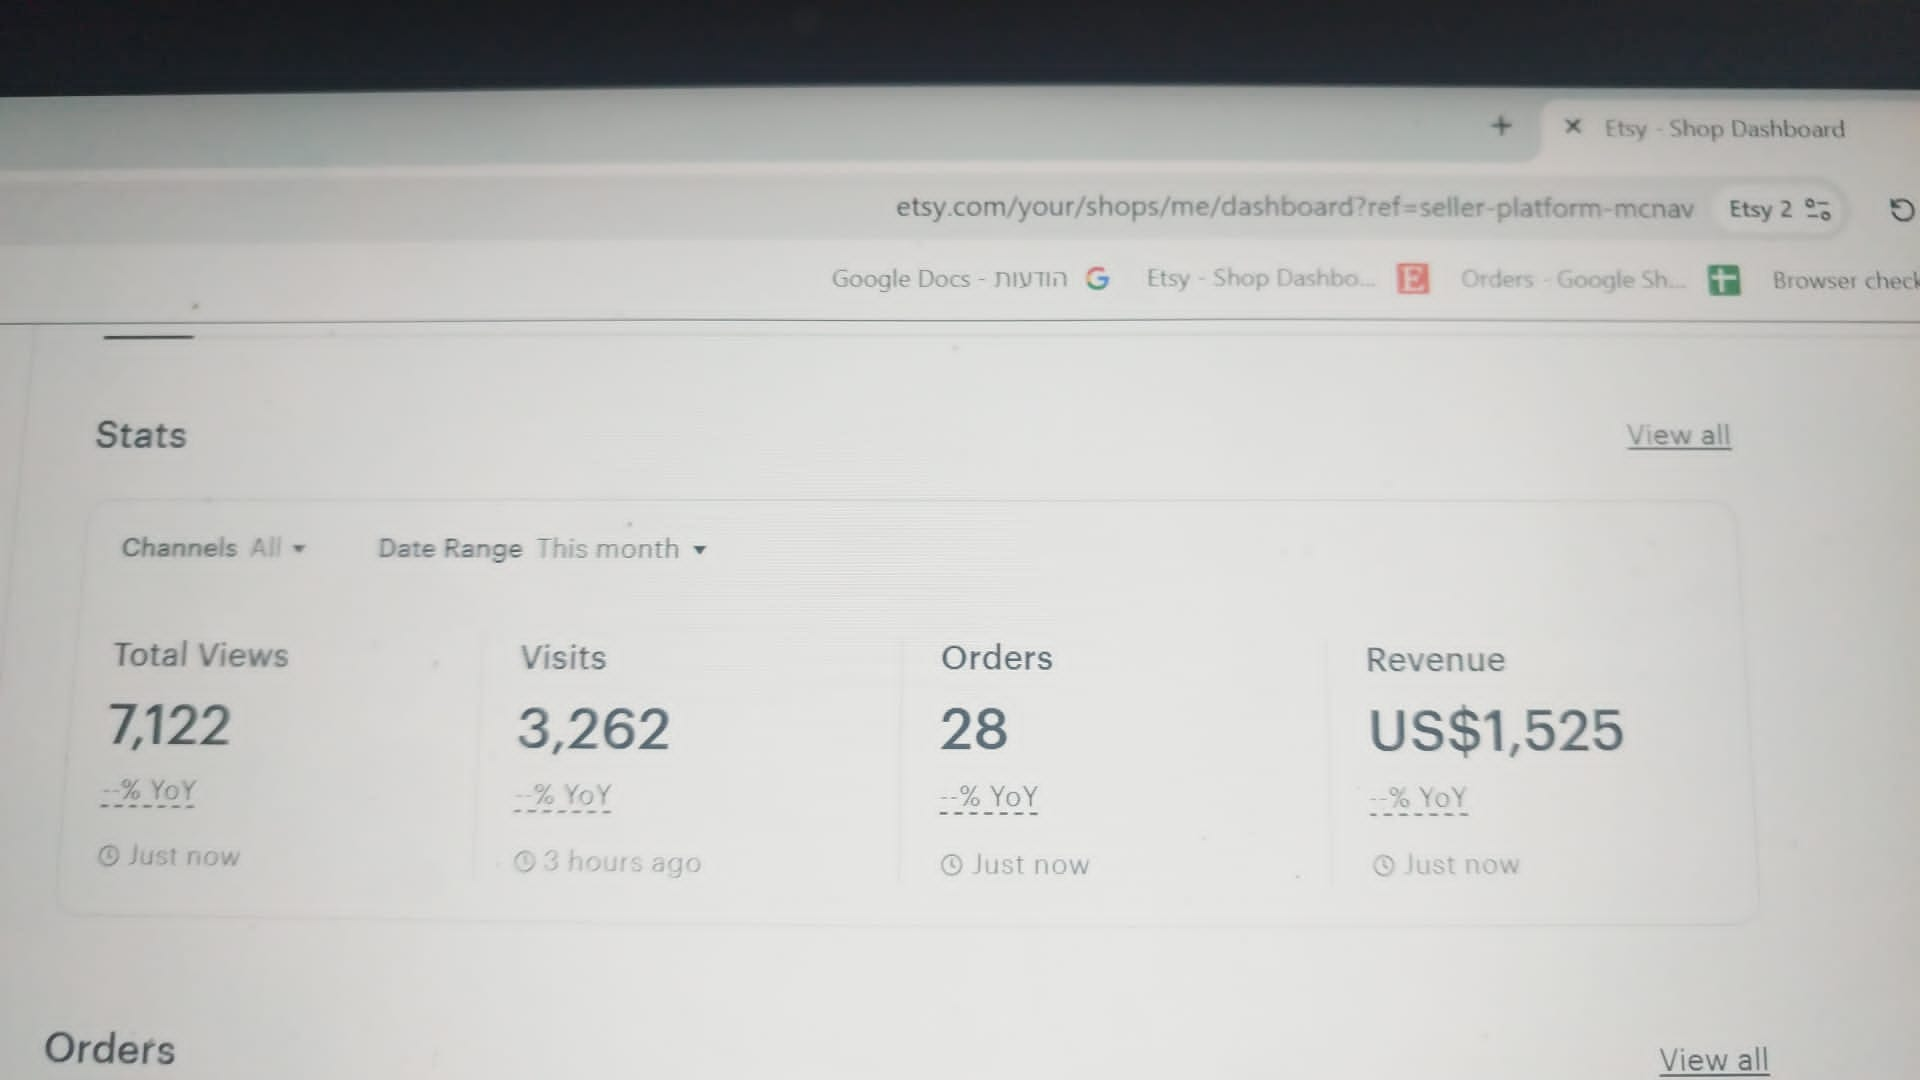 + × Etsy - Shop Dashboard
etsy.com/your/shops/me/dashboard?ref=seller-platform-mcnav Etsy 2
Google Docs - הודעות Etsy - Shop Dashbo... Orders - Google Sh... Browser check
Stats View all
Channels All Date Range This month
Total Views Visits Orders Revenue
7,122 3,262 28 US$1,525
--% YoY --% YoY --% YoY --% YoY
Just now 3 hours ago Just now Just now
Orders View all